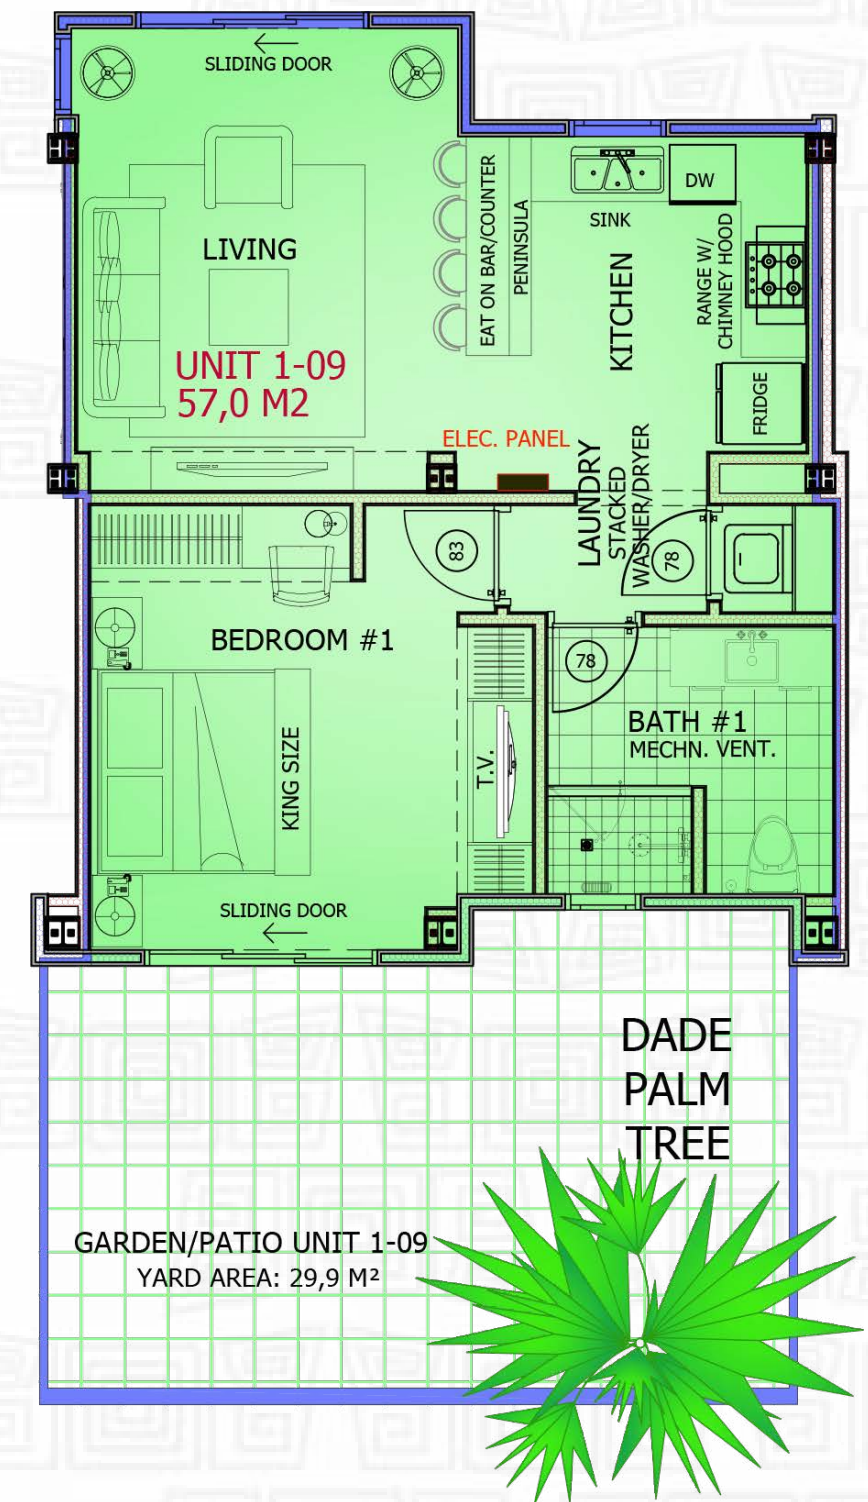 SLIDING DOOR
DW
SINK
EAT ON BAR/COUNTER
PENINSULA
LIVING
KITCHEN
RANGE W/
CHIMNEY HOOD
UNIT 1-09
57,0 M2
FRIDGE
ELEC. PANEL
LAUNDRY
STACKED
WASHER/DRYER
83
78
BEDROOM #1
78
BATH #1
MECHN. VENT.
KING SIZE
T.V.
SLIDING DOOR
DADE
PALM
TREE
GARDEN/PATIO UNIT 1-09
YARD AREA: 29,9 M²